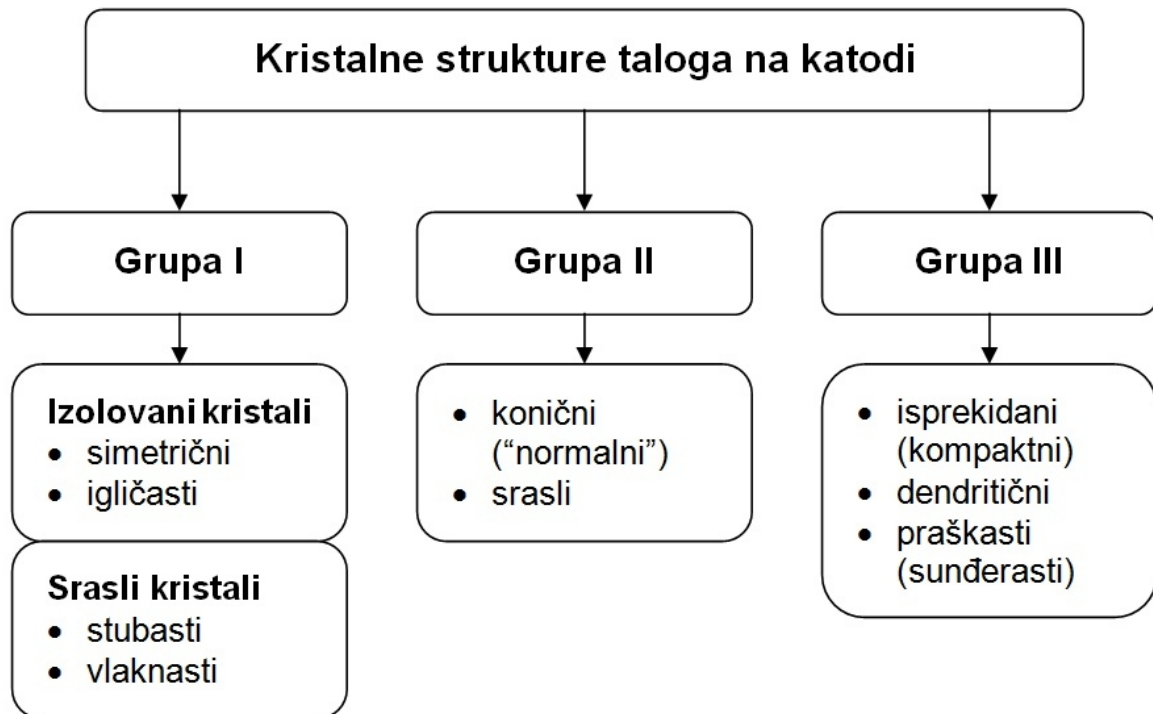 Kristalne strukture taloga na katodi
Grupa I
Grupa II
Grupa III
Izolovani kristali
• simetrični
• igličasti
Srasli kristali
• stubasti
• vlaknasti
• konični
(“normalni”)
• srasli
• isprekidani
(kompaktni)
• dendritični
• praškasti
(sunđerasti)